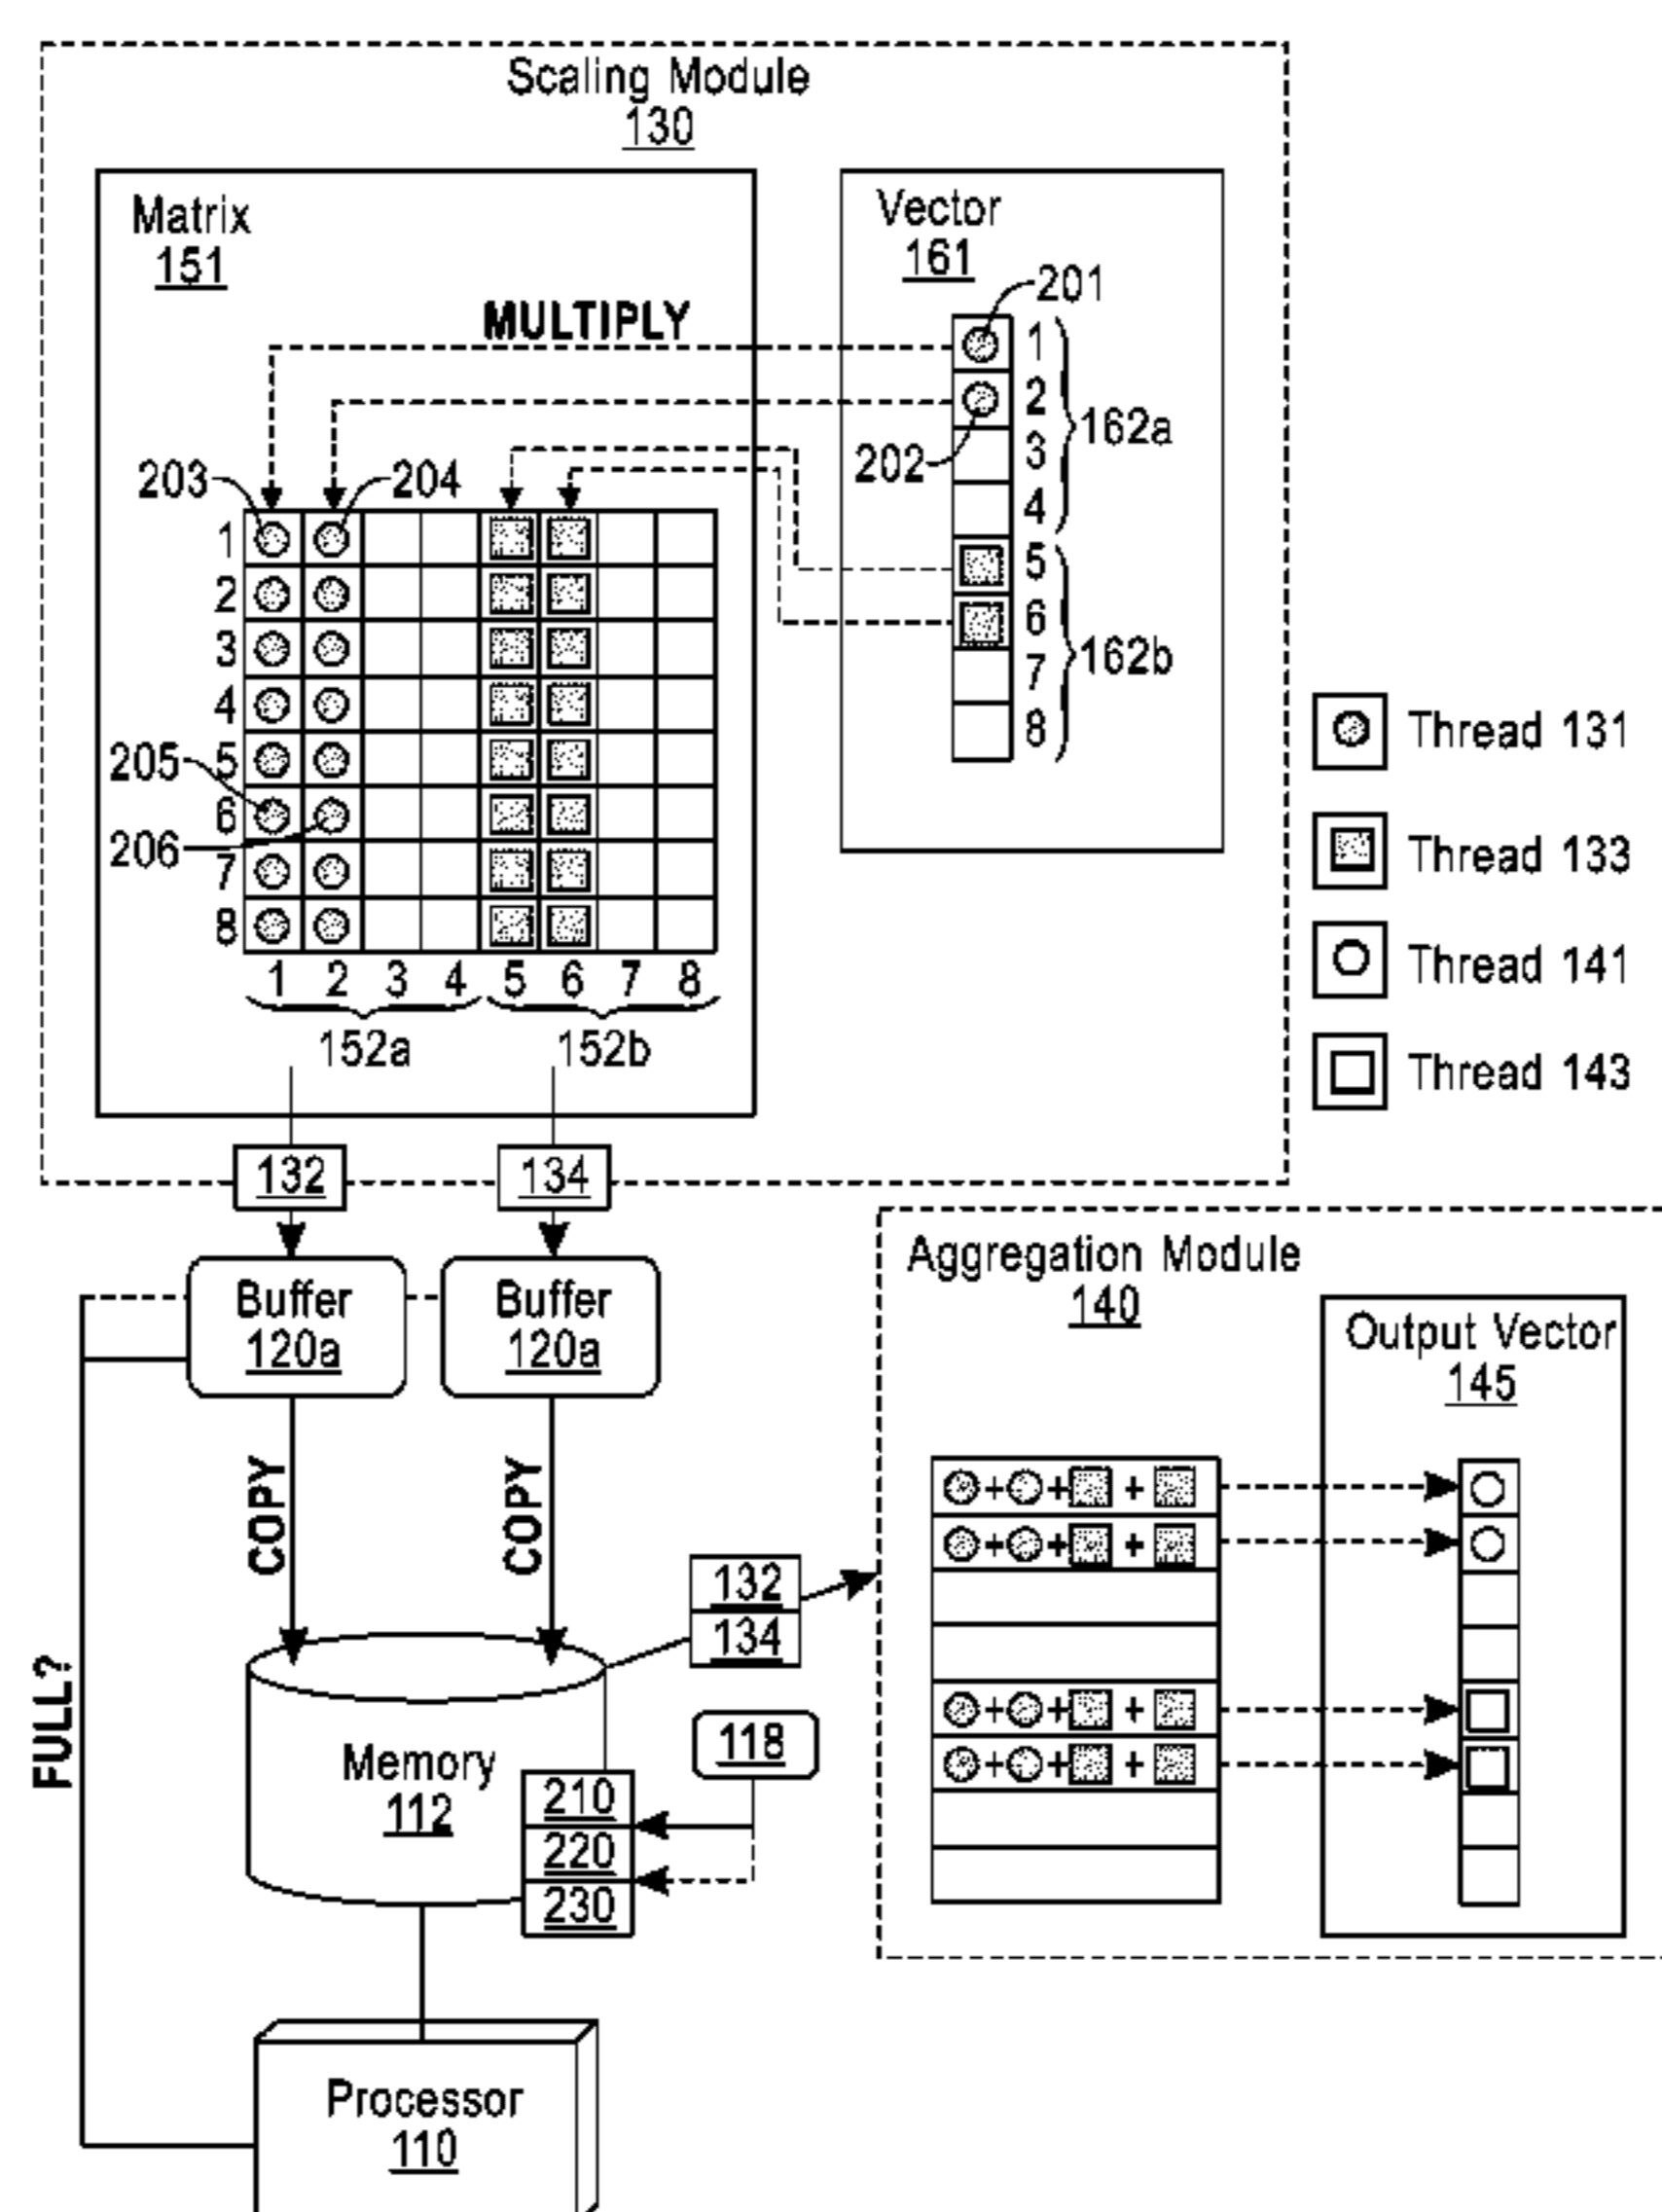 Scaling Module
130
Matrix
151
Vector
161
MULTIPLY
201
202
1
2
3
4
5
6
7
8
162a
162b
203
204
205
206
1
2
3
4
5
6
7
8
1 2 3 4 5 6 7 8
152a
152b
Thread 131
Thread 133
Thread 141
Thread 143
132
134
Buffer
120a
Buffer
120a
COPY
COPY
FULL?
Memory
112
132
134
118
210
220
230
Processor
110
Aggregation Module
140
Output Vector
145
+ + +
+ + +
+ + +
+ + +